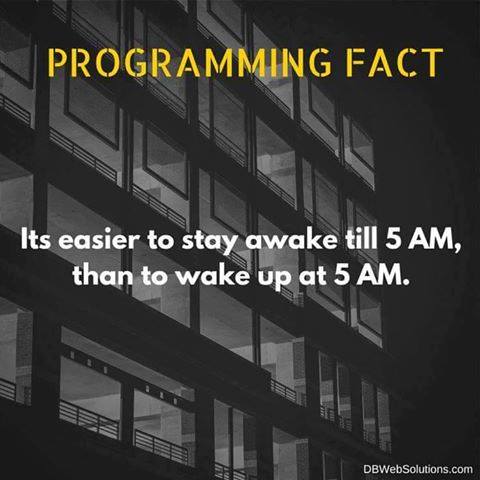 PROGRAMMING FACT
Its easier to stay awake till 5 AM,
than to wake up at 5 AM.
DBWebSolutions.com